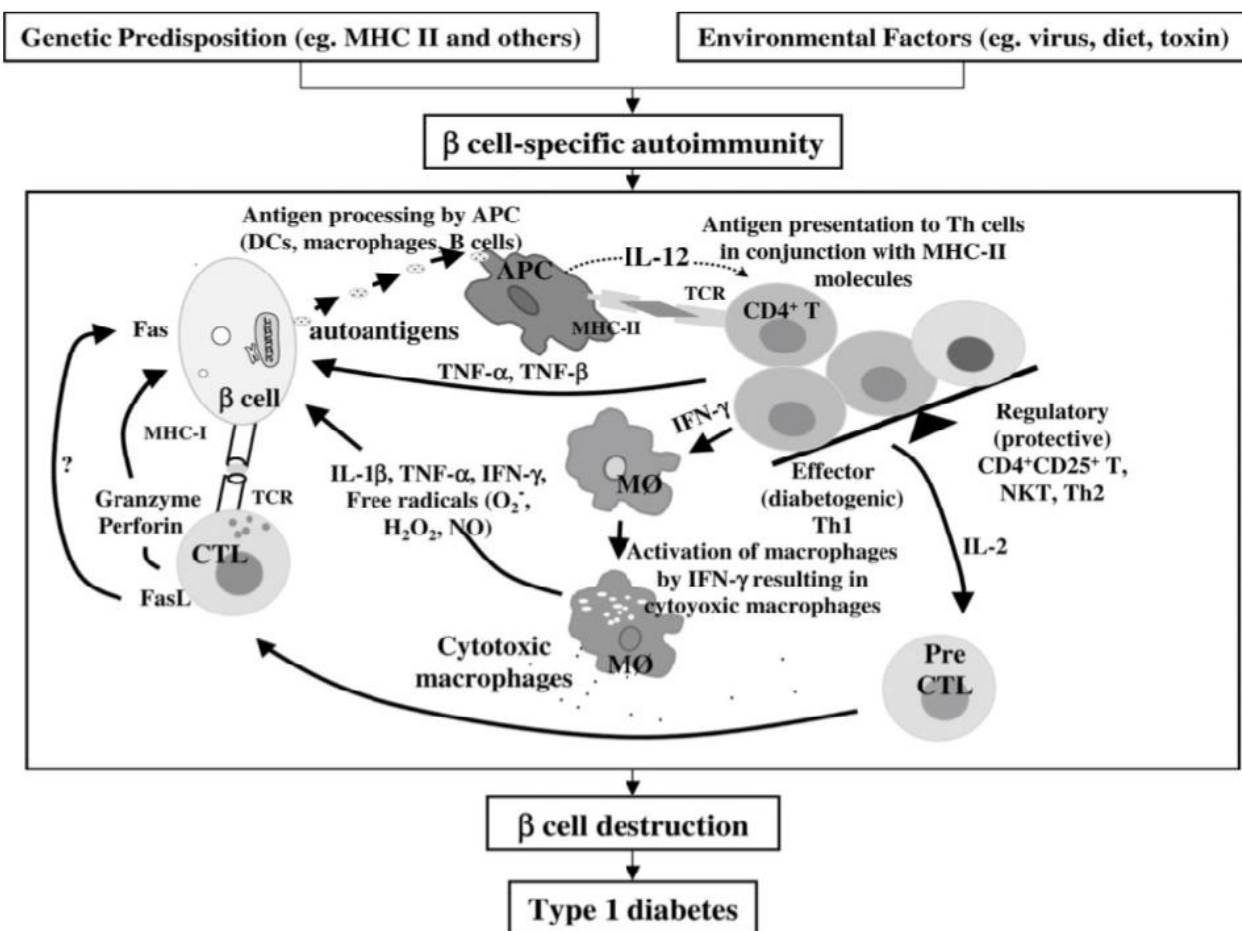 Genetic Predisposition (eg. MHC II and others)
Environmental Factors (eg. virus, diet, toxin)
β cell-specific autoimmunity
Antigen processing by APC
(DCs, macrophages, B cells)
Antigen presentation to Th cells
in conjunction with MHC-II
molecules
APC
IL-12
TCR
MHC-II
CD4⁺ T
Fas
autoantigens
β cell
TNF-α, TNF-β
MHC-I
?
TCR
Granzyme
Perforin
CTL
FasL
IL-1β, TNF-α, IFN-γ,
Free radicals (O₂⁻,
H₂O₂, NO)
IFN-γ
MØ
Effector
(diabetogenic)
Th1
Regulatory
(protective)
CD4⁺CD25⁺ T,
NKT, Th2
Activation of macrophages
by IFN-γ resulting in
cytoyoxic macrophages
IL-2
Cytotoxic
macrophages
MØ
Pre
CTL
β cell destruction
Type 1 diabetes